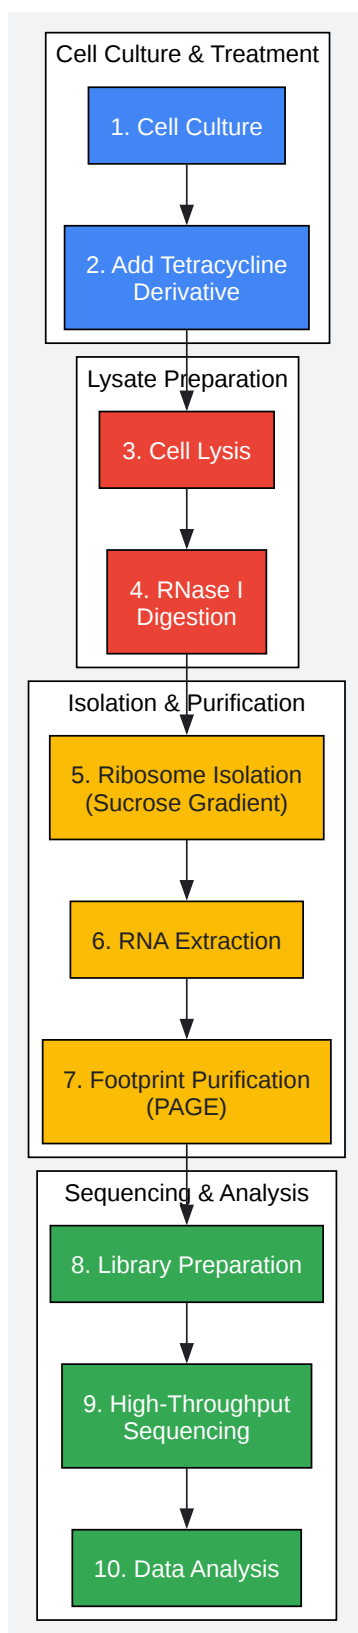 Cell Culture & Treatment
1. Cell Culture
2. Add Tetracycline
Derivative
Lysate Preparation
3. Cell Lysis
4. RNase I
Digestion
Isolation & Purification
5. Ribosome Isolation
(Sucrose Gradient)
6. RNA Extraction
7. Footprint Purification
(PAGE)
Sequencing & Analysis
8. Library Preparation
9. High-Throughput
Sequencing
10. Data Analysis